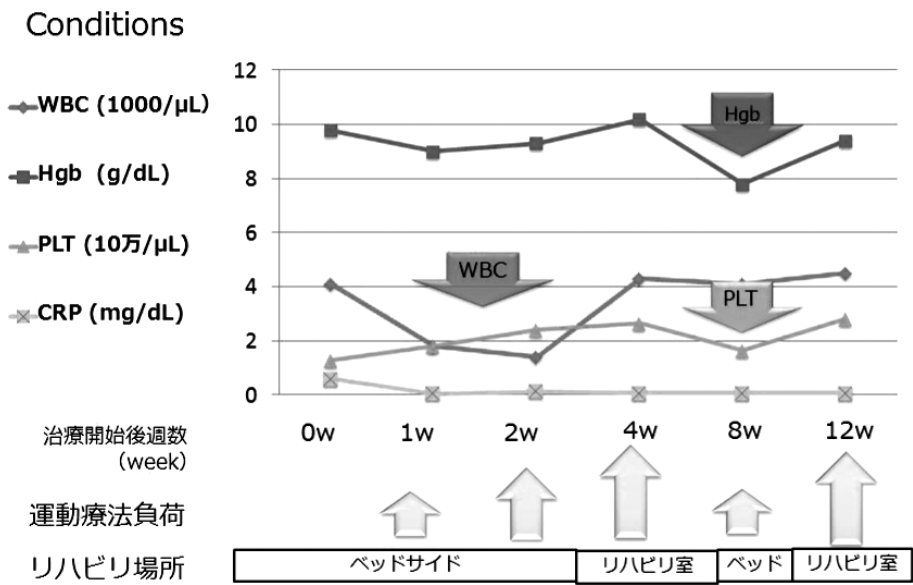 Conditions
WBC (1000/μL)
Hgb (g/dL)
PLT (10万/μL)
CRP (mg/dL)
12
10
8
6
4
2
0
Hgb
WBC
PLT
治療開始後週数
(week)
0w 1w 2w 4w 8w 12w
運動療法負荷
リハビリ場所 ベッドサイド リハビリ室 ベッド リハビリ室